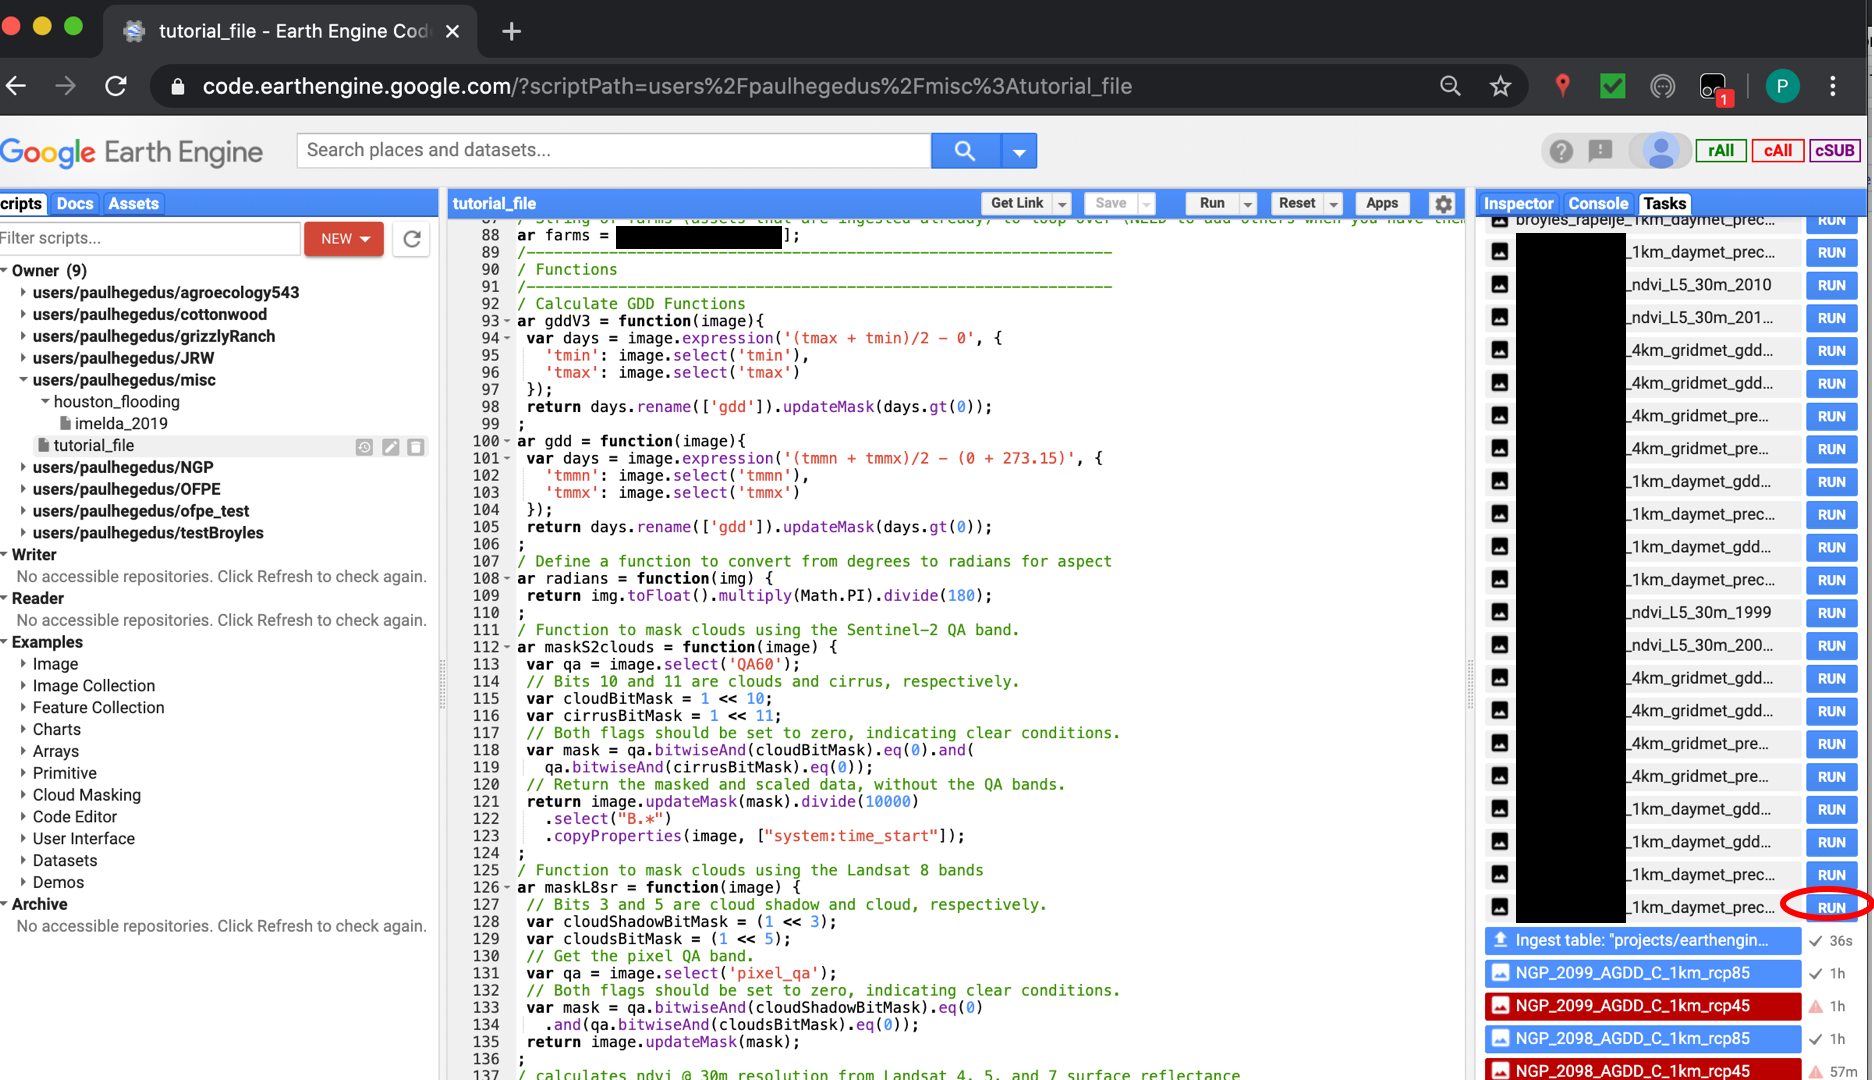 tutorial_file - Earth Engine Cod
code.earthengine.google.com/?scriptPath=users%2Fpaulhegedus%2Fmisc%3Atutorial_file
1
P
Google Earth Engine
Search places and datasets...
rAll
cAll
cSUB
cripts
Docs
Assets
Filter scripts...
NEW
Owner (9)
users/paulhegedus/agroecology543
users/paulhegedus/cottonwood
users/paulhegedus/grizzlyRanch
users/paulhegedus/JRW
users/paulhegedus/misc
houston_flooding
imelda_2019
tutorial_file
users/paulhegedus/NGP
users/paulhegedus/OFPE
users/paulhegedus/ofpe_test
users/paulhegedus/testBroyles
Writer
No accessible repositories. Click Refresh to check again.
Reader
No accessible repositories. Click Refresh to check again.
Examples
Image
Image Collection
Feature Collection
Charts
Arrays
Primitive
Cloud Masking
Code Editor
User Interface
Datasets
Demos
Archive
No accessible repositories. Click Refresh to check again.
tutorial_file
Get Link
Save
Run
Reset
Apps
87 / String of farms (assets that are ingested already) to loop over (NEED to add others when you have them
88 ar farms = ];
89 /----------------------------------------------------------------
90 / Functions
91 /----------------------------------------------------------------
92 / Calculate GDD Functions
93 ar gddV3 = function(image){
94 var days = image.expression('(tmax + tmin)/2 - 0', {
95 'tmin': image.select('tmin'),
96 'tmax': image.select('tmax')
97 });
98 return days.rename(['gdd']).updateMask(days.gt(0));
99 ;
100 ar gdd = function(image){
101 var days = image.expression('(tmmn + tmmx)/2 - (0 + 273.15)', {
102 'tmmn': image.select('tmmn'),
103 'tmmx': image.select('tmmx')
104 });
105 return days.rename(['gdd']).updateMask(days.gt(0));
106 ;
107 / Define a function to convert from degrees to radians for aspect
108 ar radians = function(img) {
109 return img.toFloat().multiply(Math.PI).divide(180);
110 ;
111 / Function to mask clouds using the Sentinel-2 QA band.
112 ar maskS2clouds = function(image) {
113 var qa = image.select('QA60');
114 // Bits 10 and 11 are clouds and cirrus, respectively.
115 var cloudBitMask = 1 << 10;
116 var cirrusBitMask = 1 << 11;
117 // Both flags should be set to zero, indicating clear conditions.
118 var mask = qa.bitwiseAnd(cloudBitMask).eq(0).and(
119 qa.bitwiseAnd(cirrusBitMask).eq(0));
120 // Return the masked and scaled data, without the QA bands.
121 return image.updateMask(mask).divide(10000)
122 .select("B.*")
123 .copyProperties(image, ["system:time_start"]);
124 ;
125 / Function to mask clouds using the Landsat 8 bands
126 ar maskL8sr = function(image) {
127 // Bits 3 and 5 are cloud shadow and cloud, respectively.
128 var cloudShadowBitMask = (1 << 3);
129 var cloudsBitMask = (1 << 5);
130 // Get the pixel QA band.
131 var qa = image.select('pixel_qa');
132 // Both flags should be set to zero, indicating clear conditions.
133 var mask = qa.bitwiseAnd(cloudShadowBitMask).eq(0)
134 .and(qa.bitwiseAnd(cloudsBitMask).eq(0));
135 return image.updateMask(mask);
136 ;
137 / calculates ndvi @ 30m resolution from Landsat 4, 5, and 7 surface reflectance
Inspector
Console
Tasks
broyles_rapelje_1km_daymet_prec... RUN
_1km_daymet_prec... RUN
_ndvi_L5_30m_2010 RUN
_ndvi_L5_30m_201... RUN
_4km_gridmet_gdd... RUN
_4km_gridmet_gdd... RUN
_4km_gridmet_pre... RUN
_4km_gridmet_pre... RUN
_1km_daymet_gdd... RUN
_1km_daymet_prec... RUN
_1km_daymet_gdd... RUN
_1km_daymet_prec... RUN
_ndvi_L5_30m_1999 RUN
_ndvi_L5_30m_200... RUN
_4km_gridmet_gdd... RUN
_4km_gridmet_gdd... RUN
_4km_gridmet_pre... RUN
_4km_gridmet_pre... RUN
_1km_daymet_gdd... RUN
_1km_daymet_gdd... RUN
_1km_daymet_prec... RUN
_1km_daymet_prec... RUN
Ingest table: "projects/earthengin... 36s
NGP_2099_AGDD_C_1km_rcp85 1h
NGP_2099_AGDD_C_1km_rcp45 1h
NGP_2098_AGDD_C_1km_rcp85 1h
NGP_2098_AGDD_C_1km_rcp45 57m